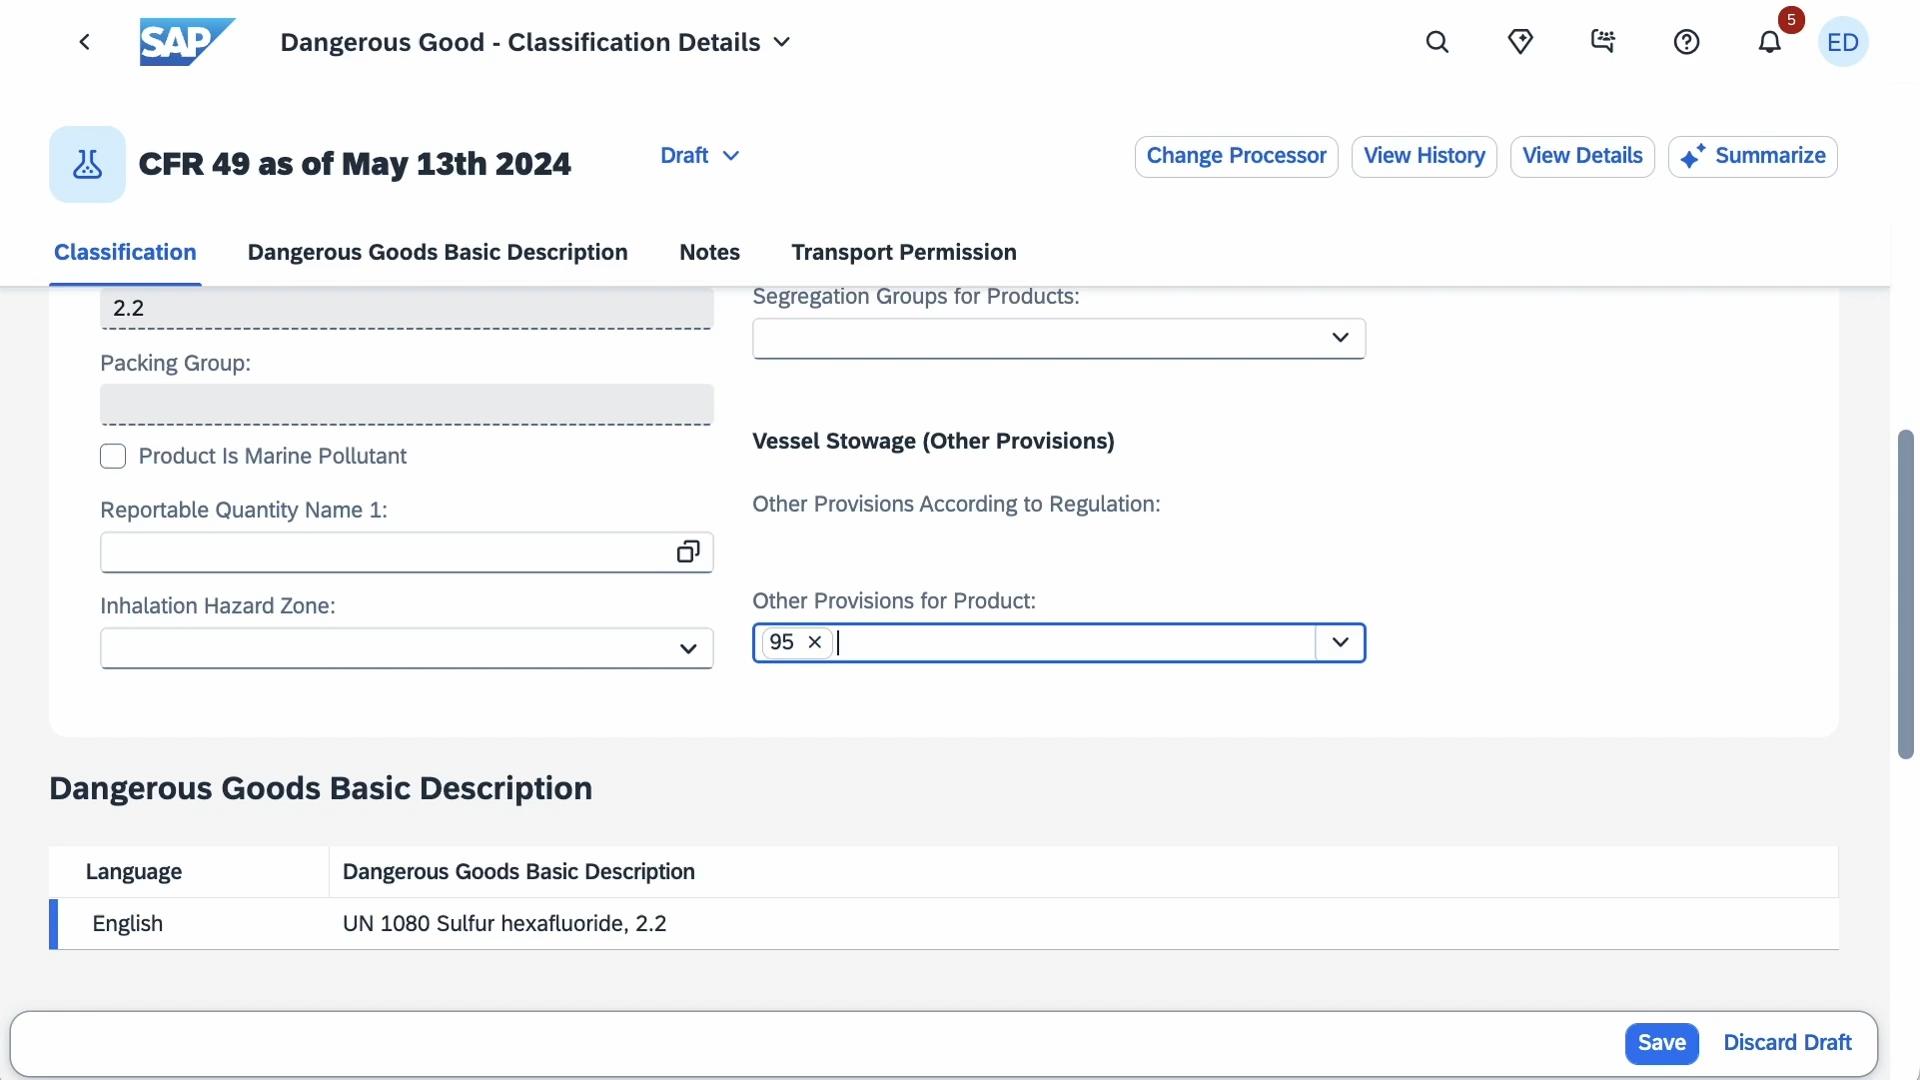 SAP
Dangerous Good - Classification Details
5
ED
CFR 49 as of May 13th 2024
Draft
Change Processor
View History
View Details
Summarize
Classification
Dangerous Goods Basic Description
Notes
Transport Permission
2.2
Segregation Groups for Products:
Packing Group:
Vessel Stowage (Other Provisions)
Product Is Marine Pollutant
Other Provisions According to Regulation:
Reportable Quantity Name 1:
Inhalation Hazard Zone:
Other Provisions for Product:
95
Dangerous Goods Basic Description
Language
Dangerous Goods Basic Description
English
UN 1080 Sulfur hexafluoride, 2.2
Save
Discard Draft